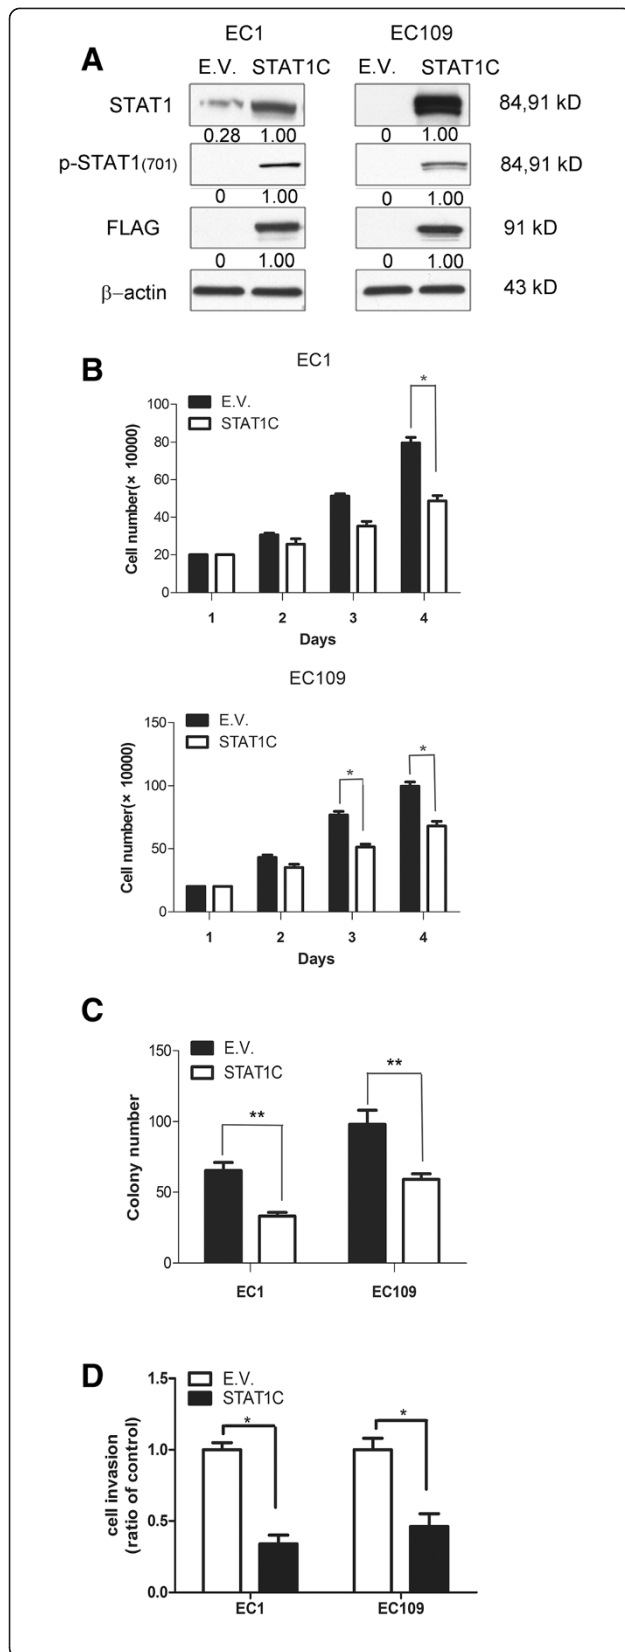 A
EC1 EC109
E.V. STAT1C E.V. STAT1C
STAT1 84,91 kD
0.28 1.00 0 1.00
p-STAT1(701) 84,91 kD
0 1.00 0 1.00
FLAG 91 kD
0 1.00 0 1.00
β-actin 43 kD
B
EC1
E.V.
STAT1C
*
Cell number(× 10000)
100
80
60
40
20
0
1 2 3 4
Days
EC109
E.V.
STAT1C
* *
Cell number(× 10000)
150
100
50
0
1 2 3 4
Days
C
E.V.
STAT1C
** **
Colony number
150
100
50
0
EC1 EC109
D
E.V.
STAT1C
* *
cell invasion
(ratio of control)
1.5
1.0
0.5
0.0
EC1 EC109